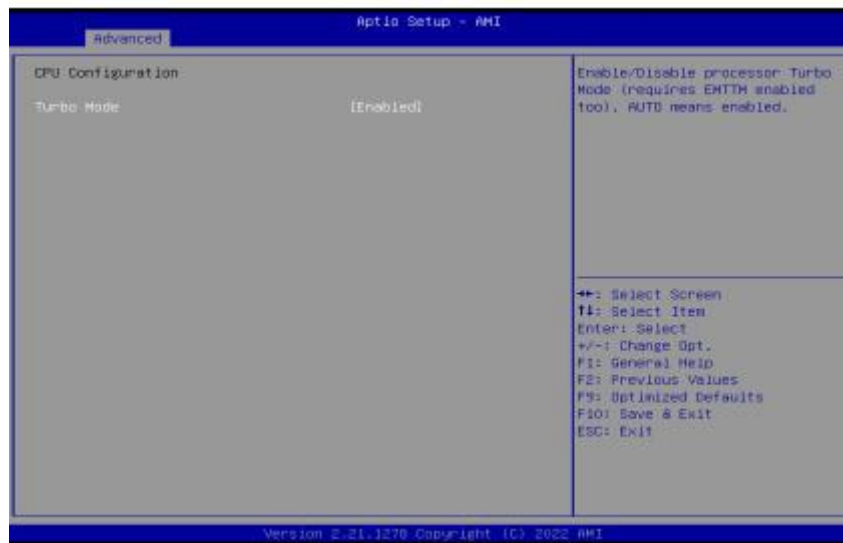 Aptio Setup - AMI
Advanced
CPU Configuration
Turbo Mode [Enabled]
Enable/Disable processor Turbo
Mode (requires EMTTM enabled
too). AUTO means enabled.
→←: Select Screen
↑↓: Select Item
Enter: Select
+/-: Change Opt.
F1: General Help
F2: Previous Values
F9: Optimized Defaults
F10: Save & Exit
ESC: Exit
Version 2.21.1278 Copyright (C) 2022 AMI